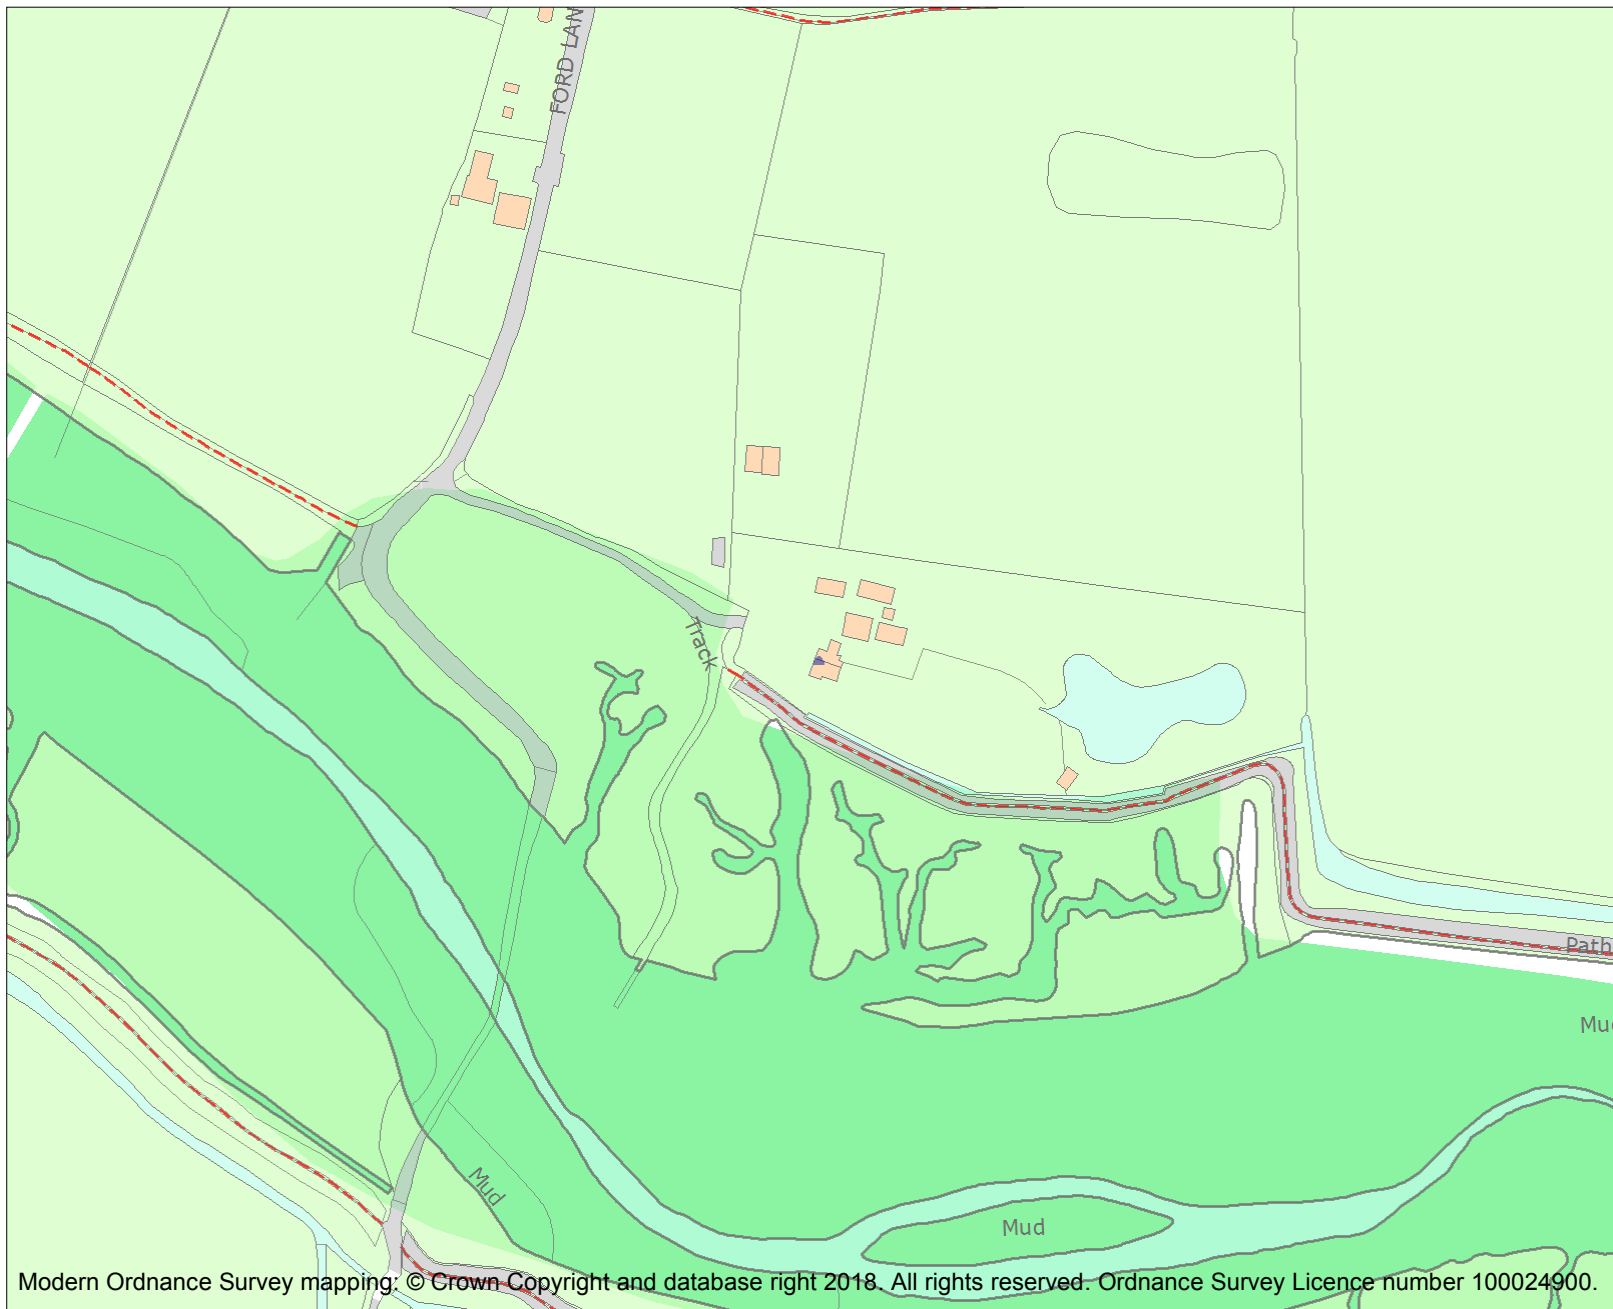 FORD LAN
Track
Path
Mud
Mud
Mud
Modern Ordnance Survey mapping: © Crown Copyright and database right 2018. All rights reserved. Ordnance Survey Licence number 100024900.